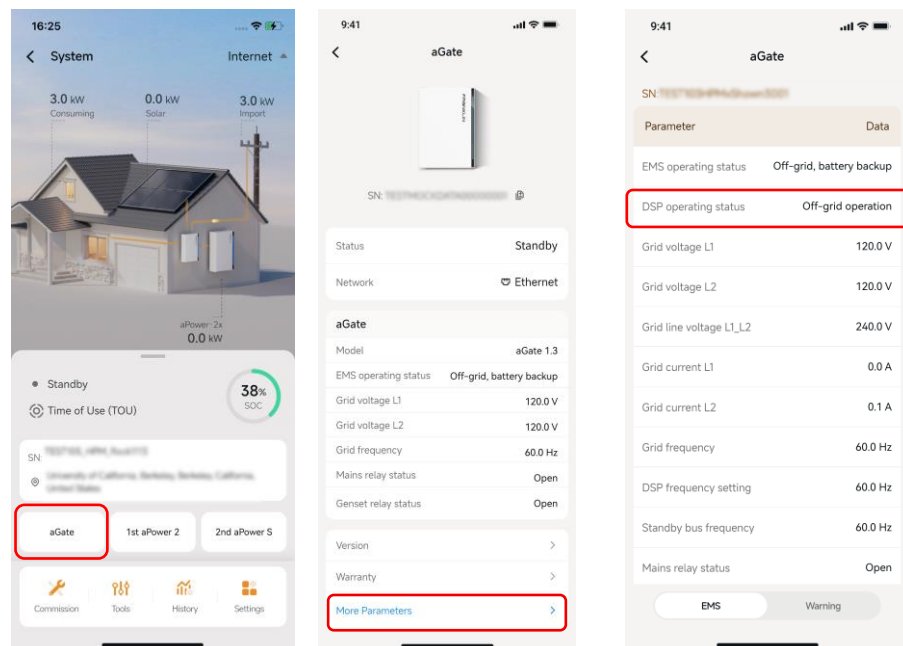 16:25
System
Internet
3.0 kW
Consuming
0.0 kW
Solar
3.0 kW
Import
aPower 2x
0.0 kW
Standby
Time of Use (TOU)
38%
SOC
SN:
aGate
1st aPower 2
2nd aPower S
Commission
Tools
History
Settings
9:41
aGate
SN:
Status Standby
Network Ethernet
aGate
Model aGate 1.3
EMS operating status Off-grid, battery backup
Grid voltage L1 120.0 V
Grid voltage L2 120.0 V
Grid frequency 60.0 Hz
Mains relay status Open
Genset relay status Open
Version
Warranty
More Parameters
9:41
aGate
SN
Parameter Data
EMS operating status Off-grid, battery backup
DSP operating status Off-grid operation
Grid voltage L1 120.0 V
Grid voltage L2 120.0 V
Grid line voltage L1_L2 240.0 V
Grid current L1 0.0 A
Grid current L2 0.1 A
Grid frequency 60.0 Hz
DSP frequency setting 60.0 Hz
Standby bus frequency 60.0 Hz
Mains relay status Open
EMS
Warning